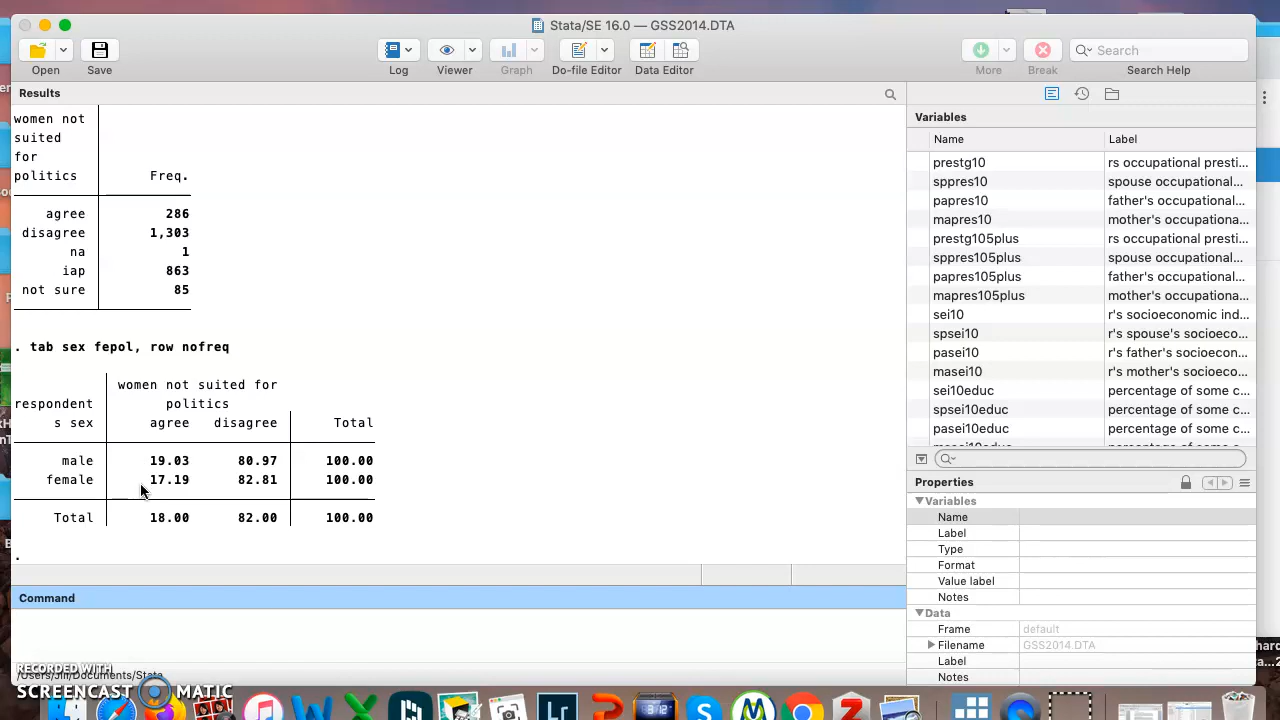 Stata/SE 16.0 — GSS2014.DTA
Open Save Log Viewer Graph Do-file Editor Data Editor More Break Search Search Help
Results
women not
suited
for
politics Freq.
agree 286
disagree 1,303
na 1
iap 863
not sure 85
. tab sex fepol, row nofreq
women not suited for
respondent politics
s sex agree disagree Total
male 19.03 80.97 100.00
female 17.19 82.81 100.00
Total 18.00 82.00 100.00
.
Command
/Users/Jill/Documents/Stata
RECORDED WITH
SCREENCAST MATIC
Variables
Name Label
prestg10 rs occupational presti...
sppres10 spouse occupational...
papres10 father's occupational...
mapres10 mother's occupationa...
prestg105plus rs occupational presti...
sppres105plus spouse occupational...
papres105plus father's occupational...
mapres105plus mother's occupationa...
sei10 r's socioeconomic ind...
spsei10 r's spouse's socioeco...
pasei10 r's father's socioecon...
masei10 r's mother's socioeco...
sei10educ percentage of some c...
spsei10educ percentage of some c...
pasei10educ percentage of some c...
masei10educ percentage of some c...
Properties
Variables
Name
Label
Type
Format
Value label
Notes
Data
Frame default
Filename GSS2014.DTA
Label
Notes